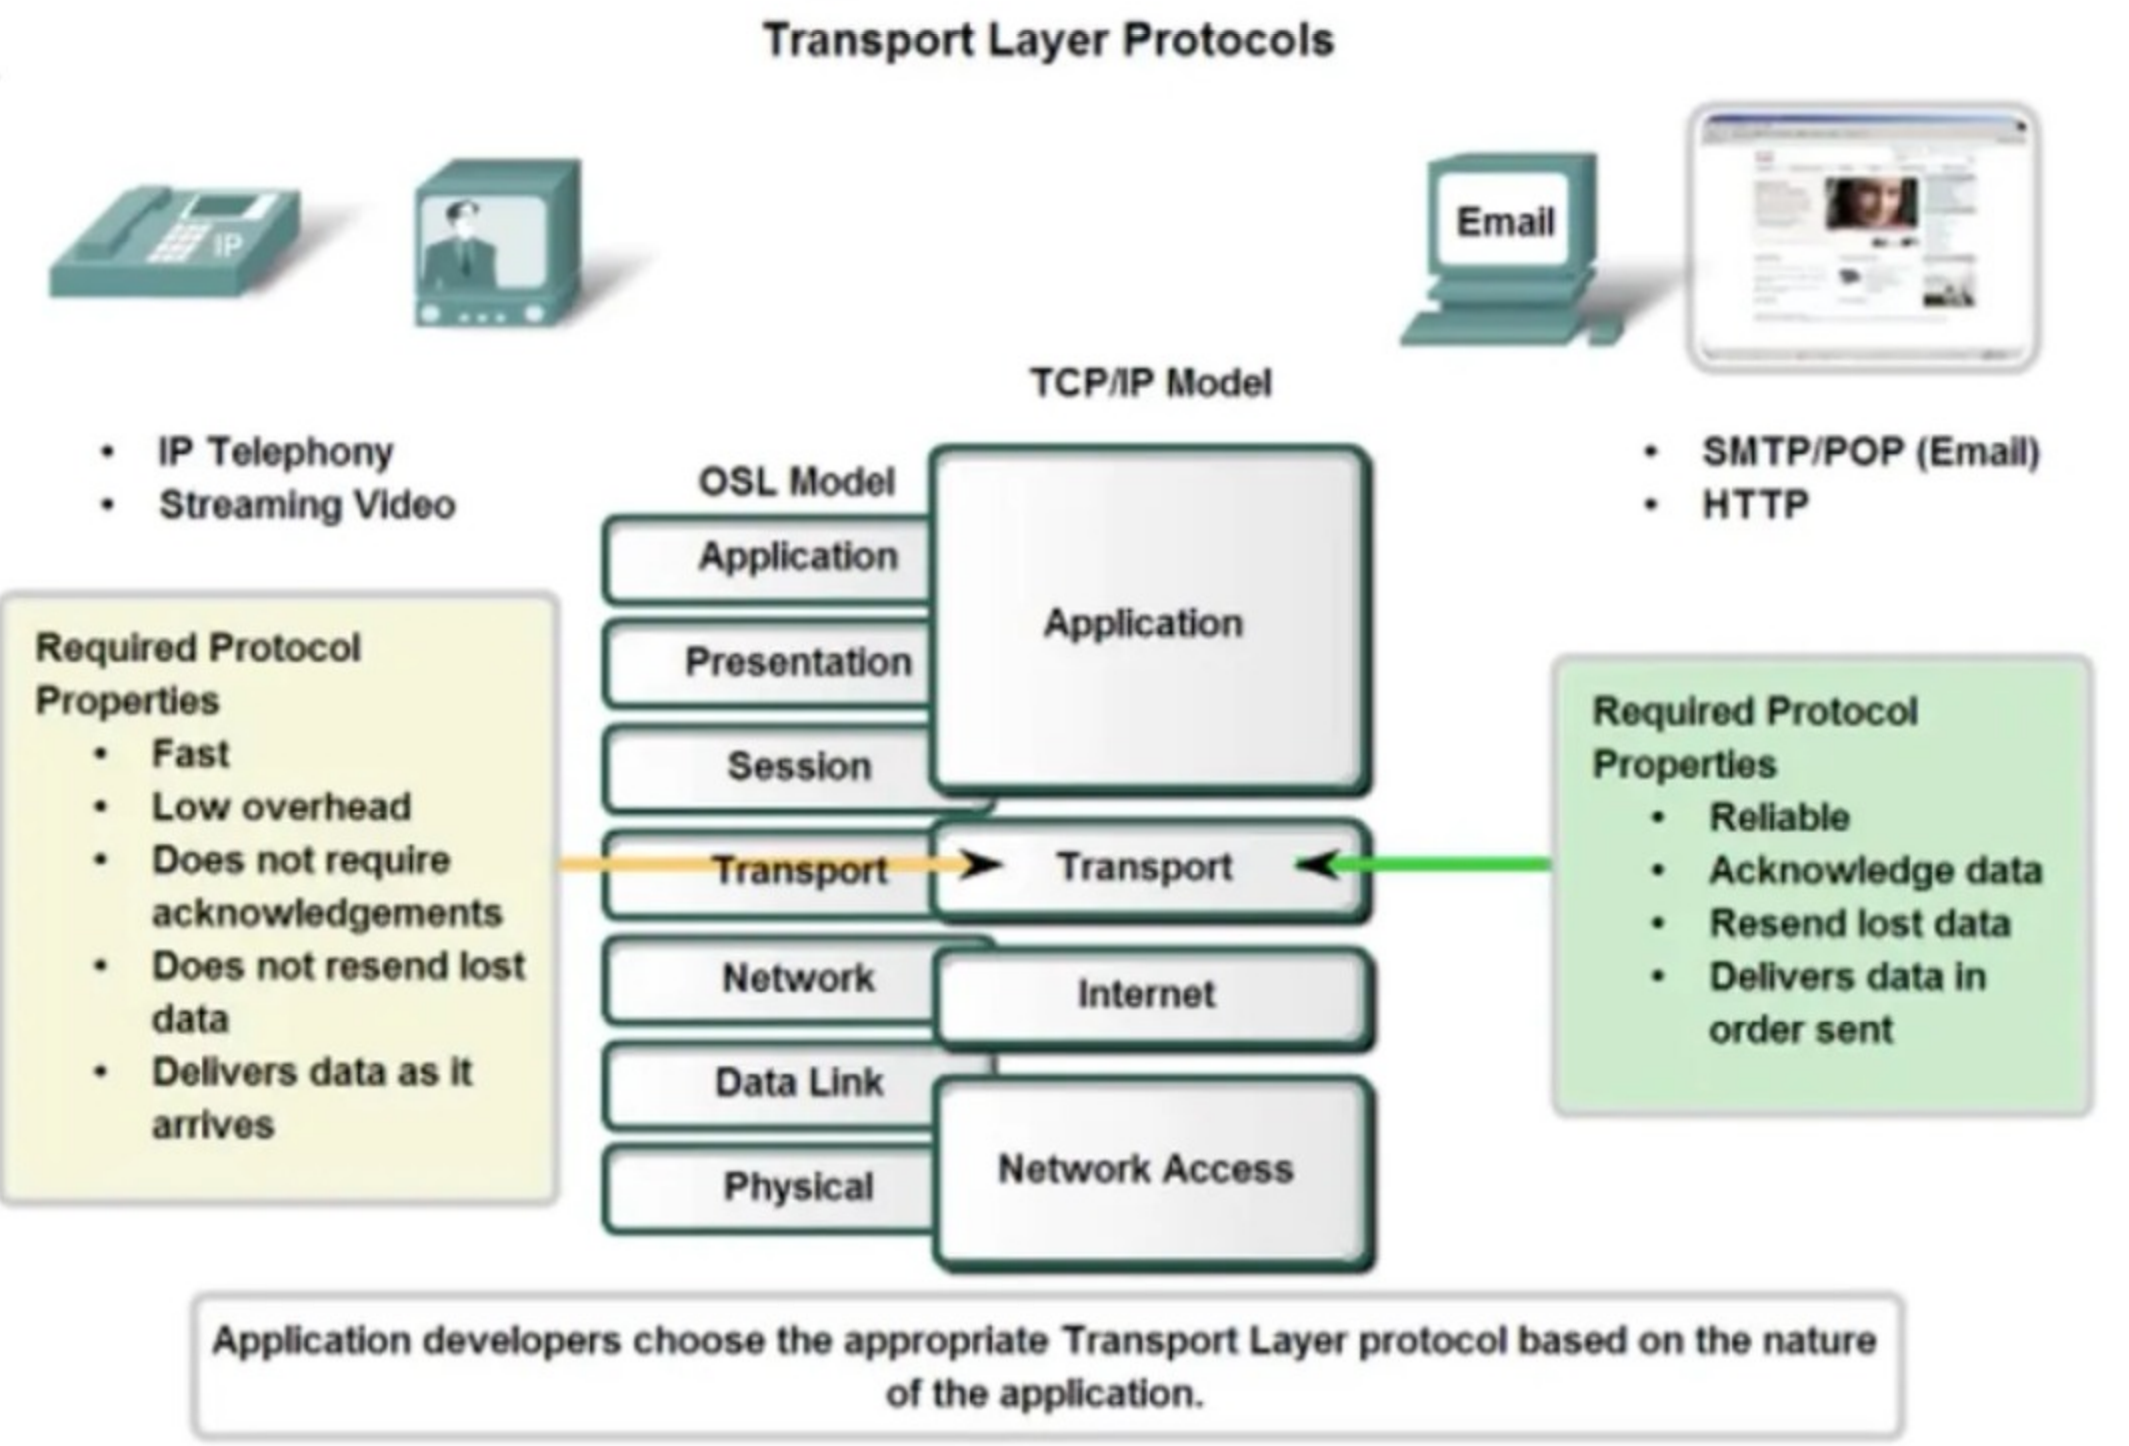 Transport Layer Protocols
IP
Email
TCP/IP Model
• IP Telephony
• Streaming Video
OSL Model
• SMTP/POP (Email)
• HTTP
Required Protocol
Properties
• Fast
• Low overhead
• Does not require
acknowledgements
• Does not resend lost
data
• Delivers data as it
arrives
Application
Presentation
Session
Transport
Network
Data Link
Physical
Application
Transport
Internet
Network Access
Required Protocol
Properties
• Reliable
• Acknowledge data
• Resend lost data
• Delivers data in
order sent
Application developers choose the appropriate Transport Layer protocol based on the nature
of the application.